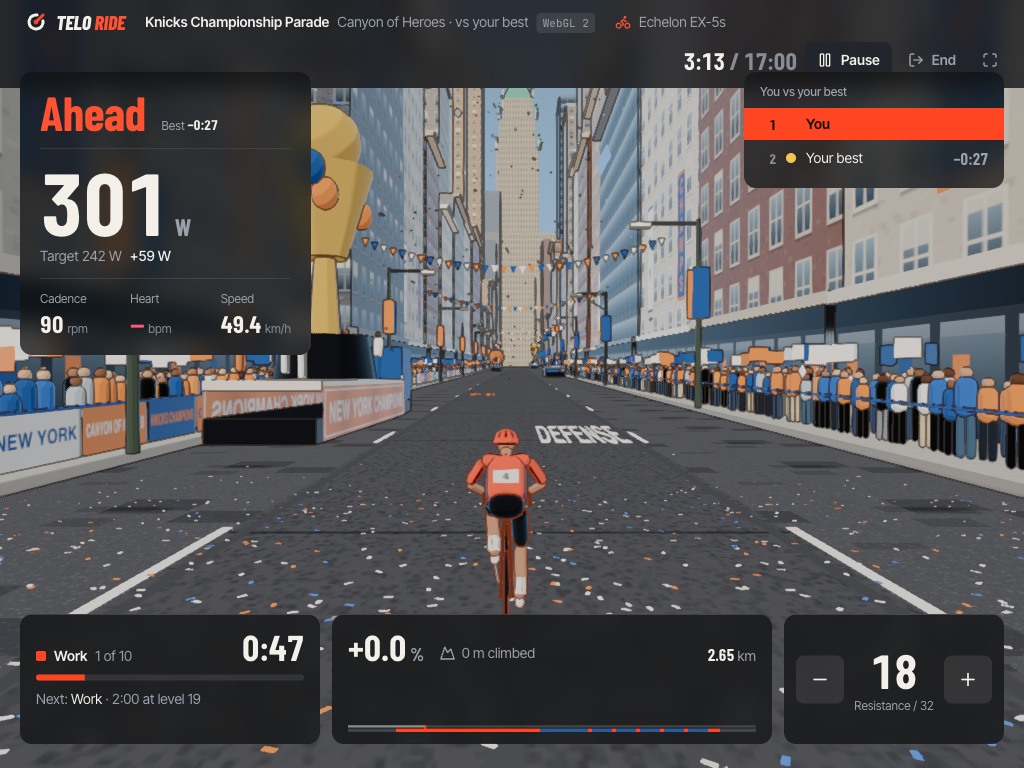 TELO RIDE Knicks Championship Parade Canyon of Heroes · vs your best WebGL 2 Echelon EX-5s
3:13 / 17:00 Pause End
Ahead Best −0:27
301 W
Target 242 W +59 W
Cadence Heart Speed
90 rpm — bpm 49.4 km/h
You vs your best
1 You
2 Your best −0:27
NEW YORK
NEW YORK
DEFENSE
4
Work 1 of 10 0:47
Next: Work · 2:00 at level 19
+0.0 % 0 m climbed 2.65 km
− 18 +
Resistance / 32